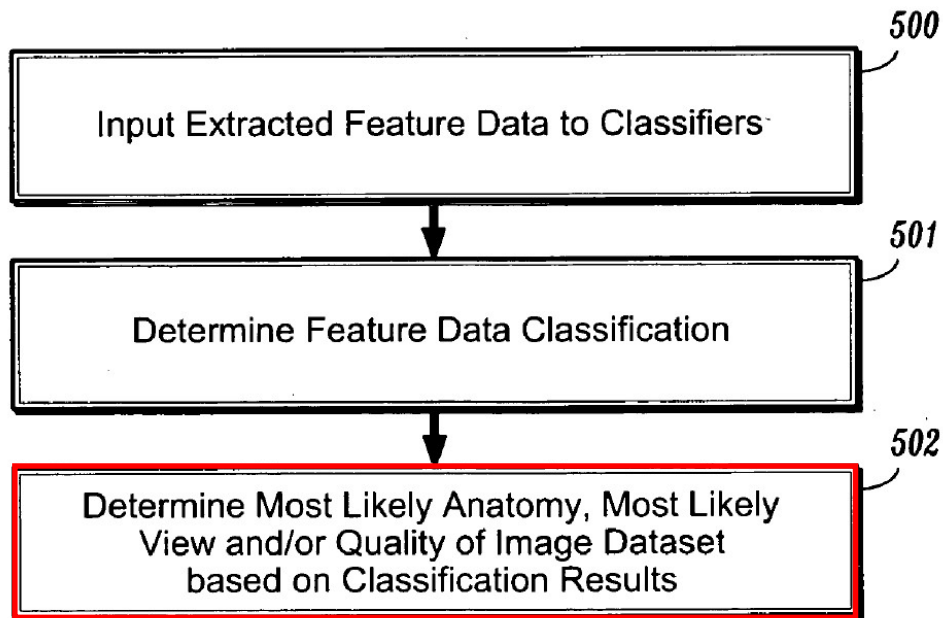 500
Input Extracted Feature Data to Classifiers
501
Determine Feature Data Classification
502
Determine Most Likely Anatomy, Most Likely
View and/or Quality of Image Dataset
based on Classification Results